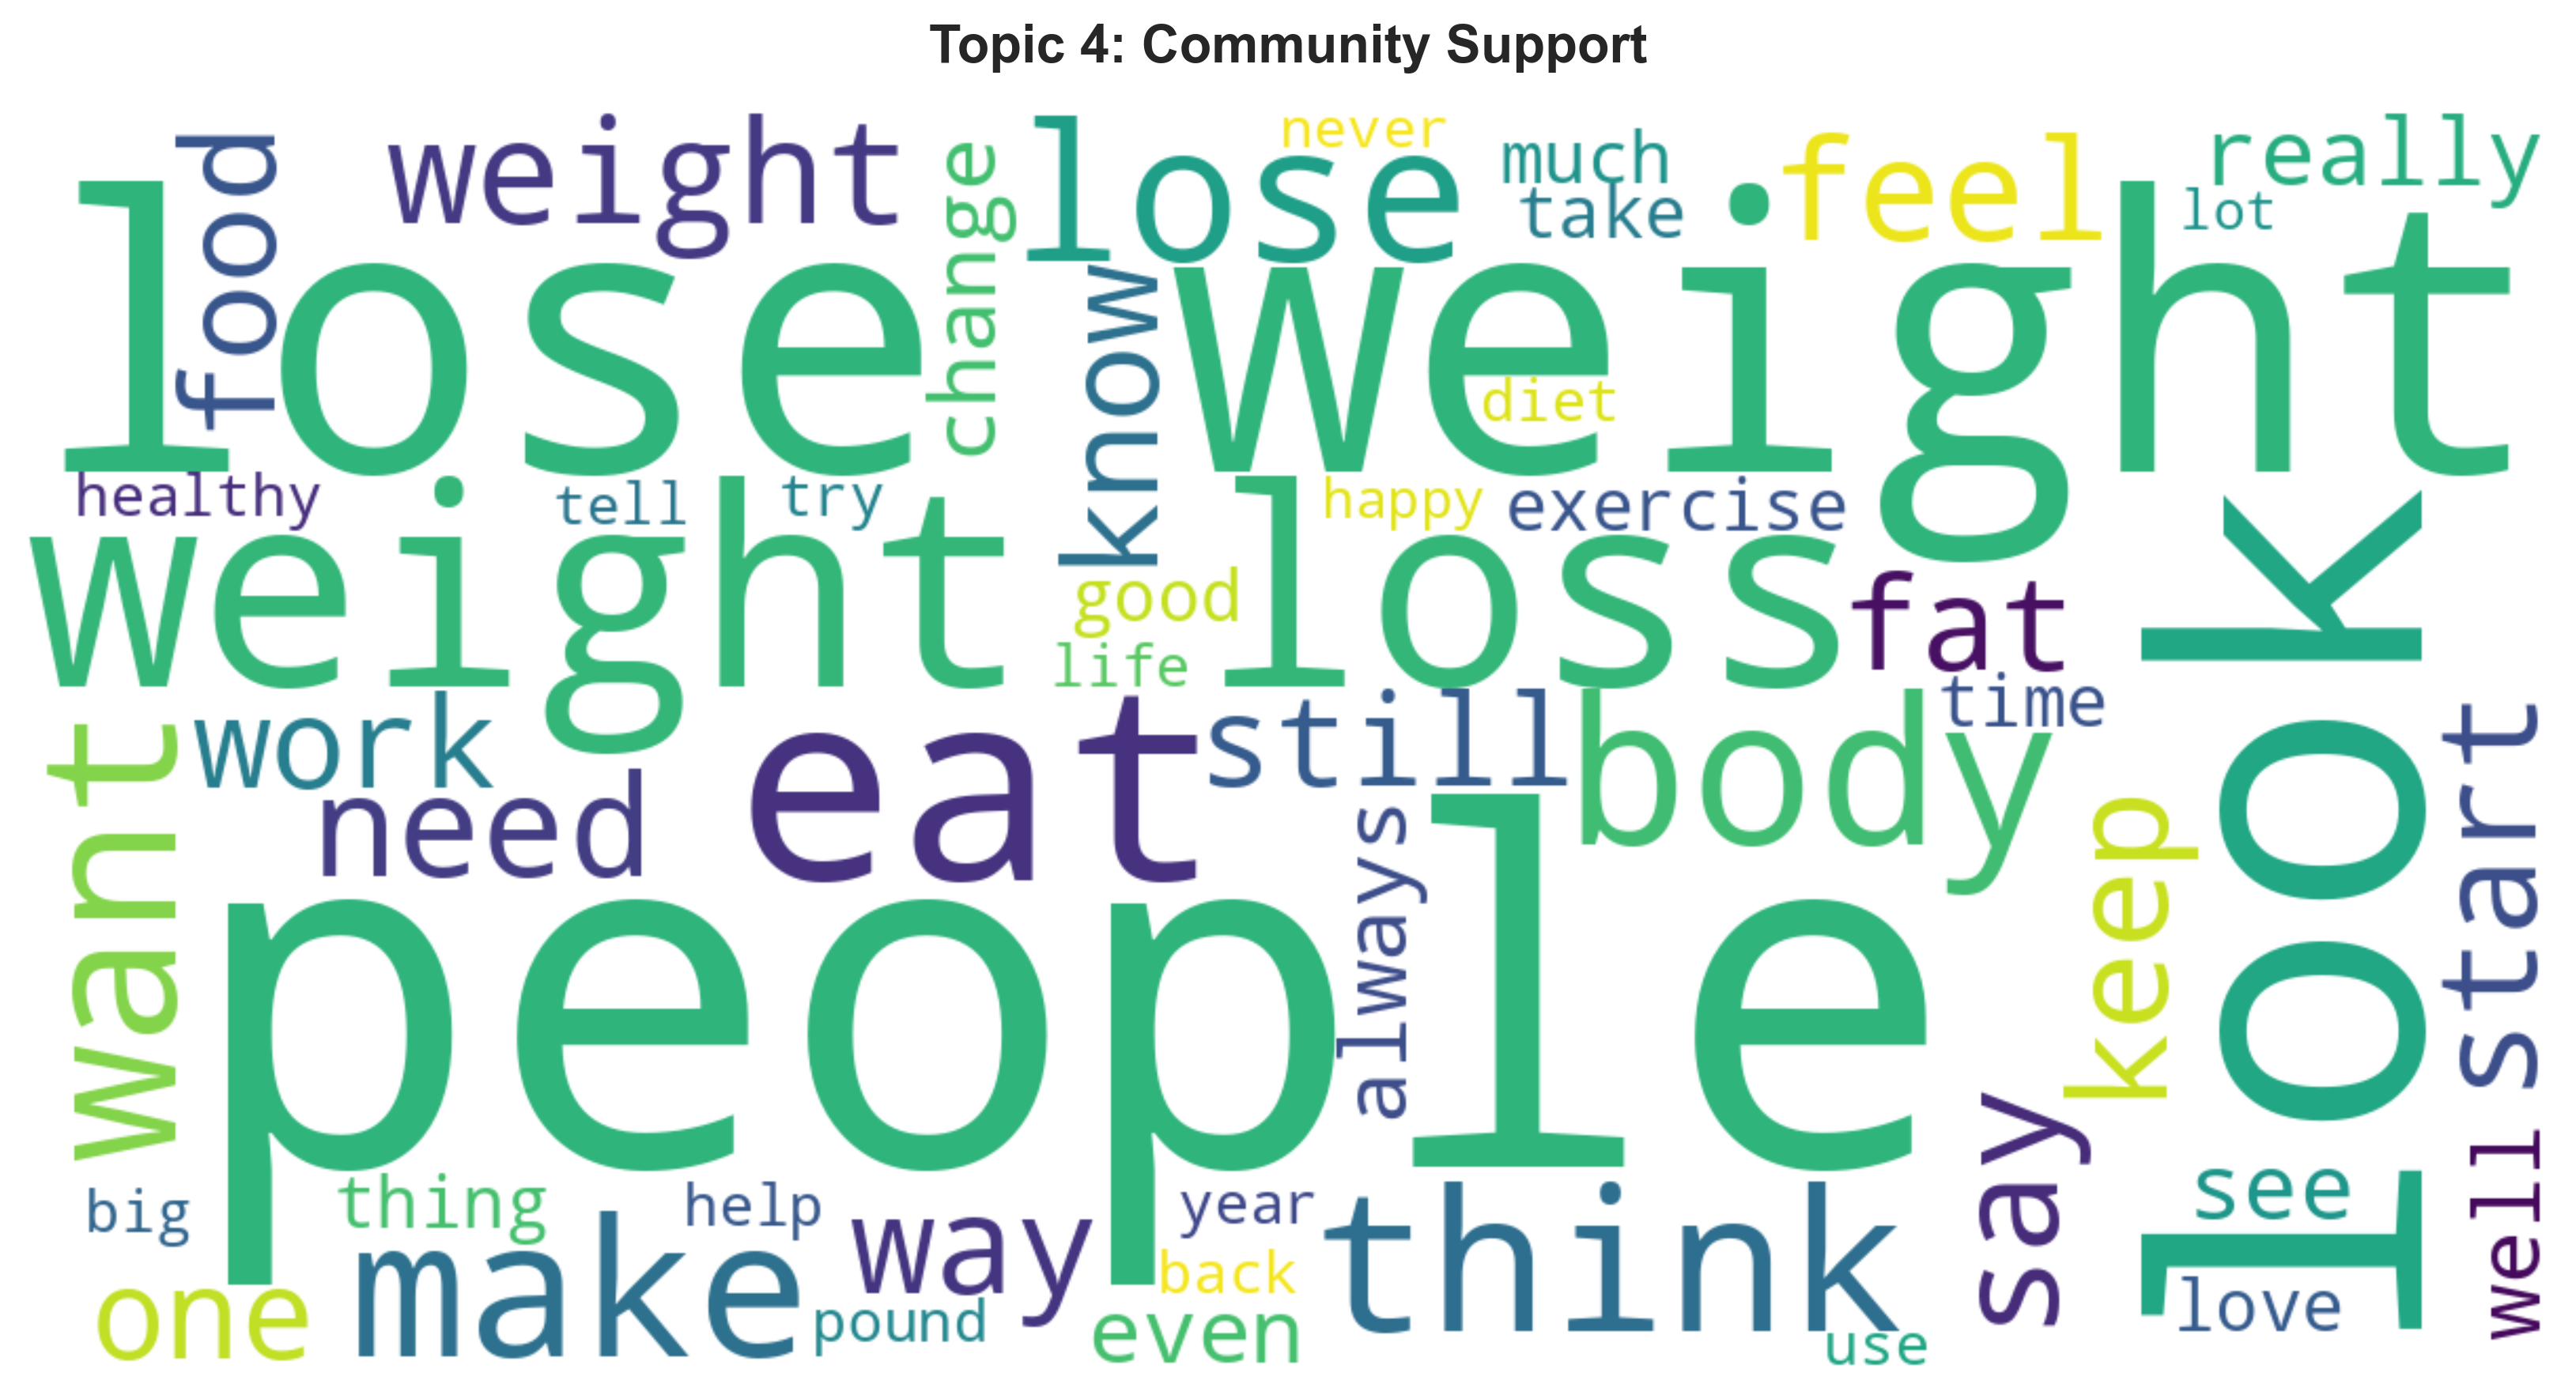 Topic 4: Community Support
food
weight
change
lose
never
much
take
feel
really
lot
lose weight
know
diet
healthy
tell
try
happy
exercise
weight loss
good
life
fat
look
want
work
need
eat
still
body
time
start
always
people
keep
say
see
well
big
thing
help
way
year
think
one
make
pound
back
even
use
love